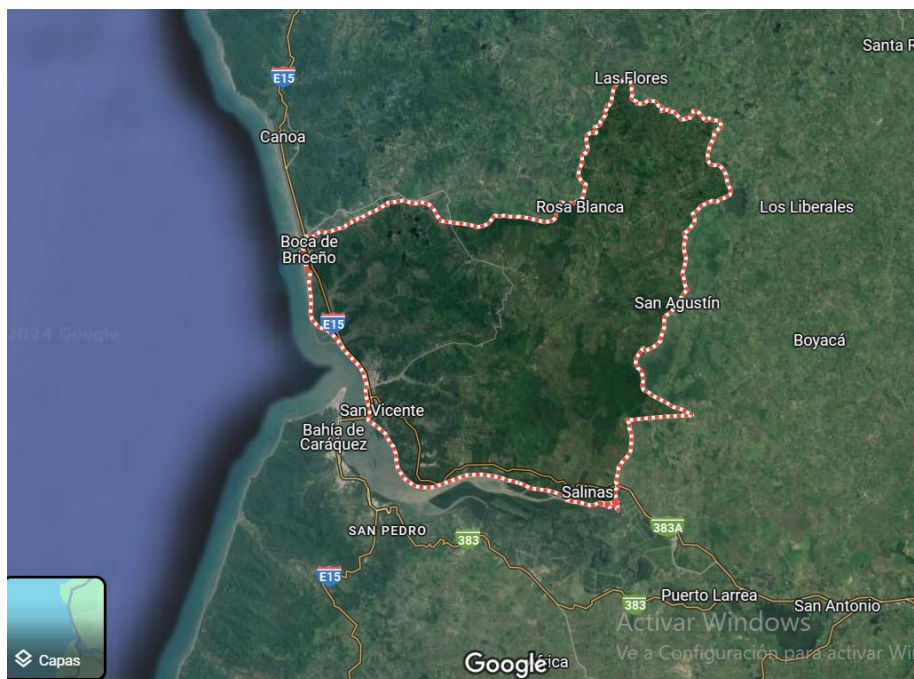 Santa R
Las Flores
E15
Canoa
Rosa Blanca
Los Liberales
Boca de
Briceño
San Agustín
E15
2024 Google
Boyacá
San Vicente
Bahía de
Caráquez
Salinas
SAN PEDRO
383
383A
E15
Puerto Larrea
383
San Antonio
Activar Windows
Ve a Configuración para activar Wi
Capas
Google
rica